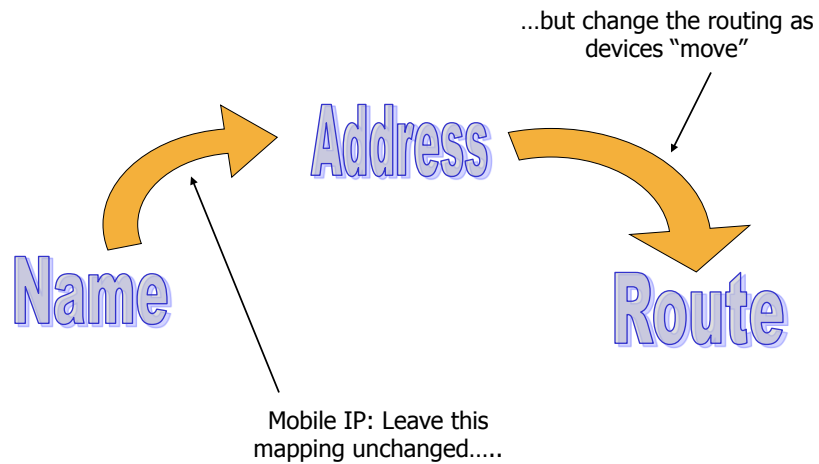 …but change the routing as
devices “move”
Address
Name
Route
Mobile IP: Leave this
mapping unchanged…..